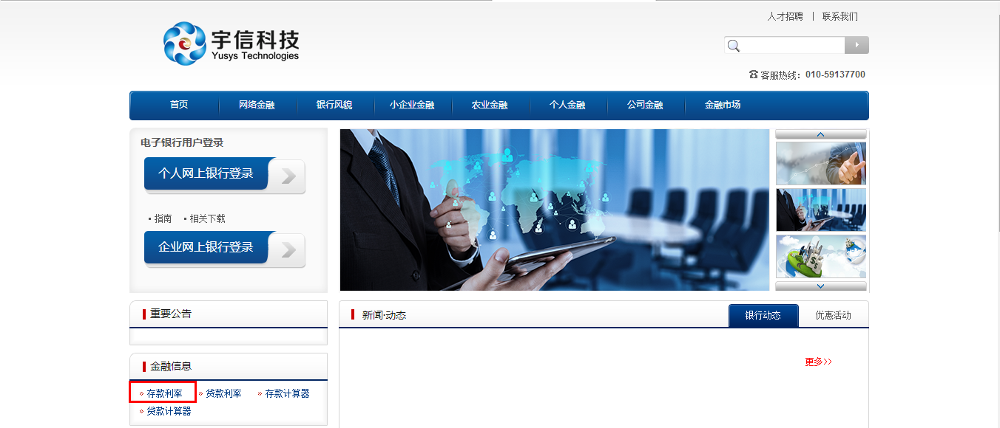 人才招聘 | 联系我们
宇信科技
Yusys Technologies
客服热线：010-59137700
首页 网络金融 银行风貌 小企业金融 农业金融 个人金融 公司金融 金融市场
电子银行用户登录
个人网上银行登录
指南 相关下载
企业网上银行登录
重要公告
新闻·动态 银行动态 优惠活动
更多>>
金融信息
» 存款利率 » 贷款利率 » 存款计算器
» 贷款计算器